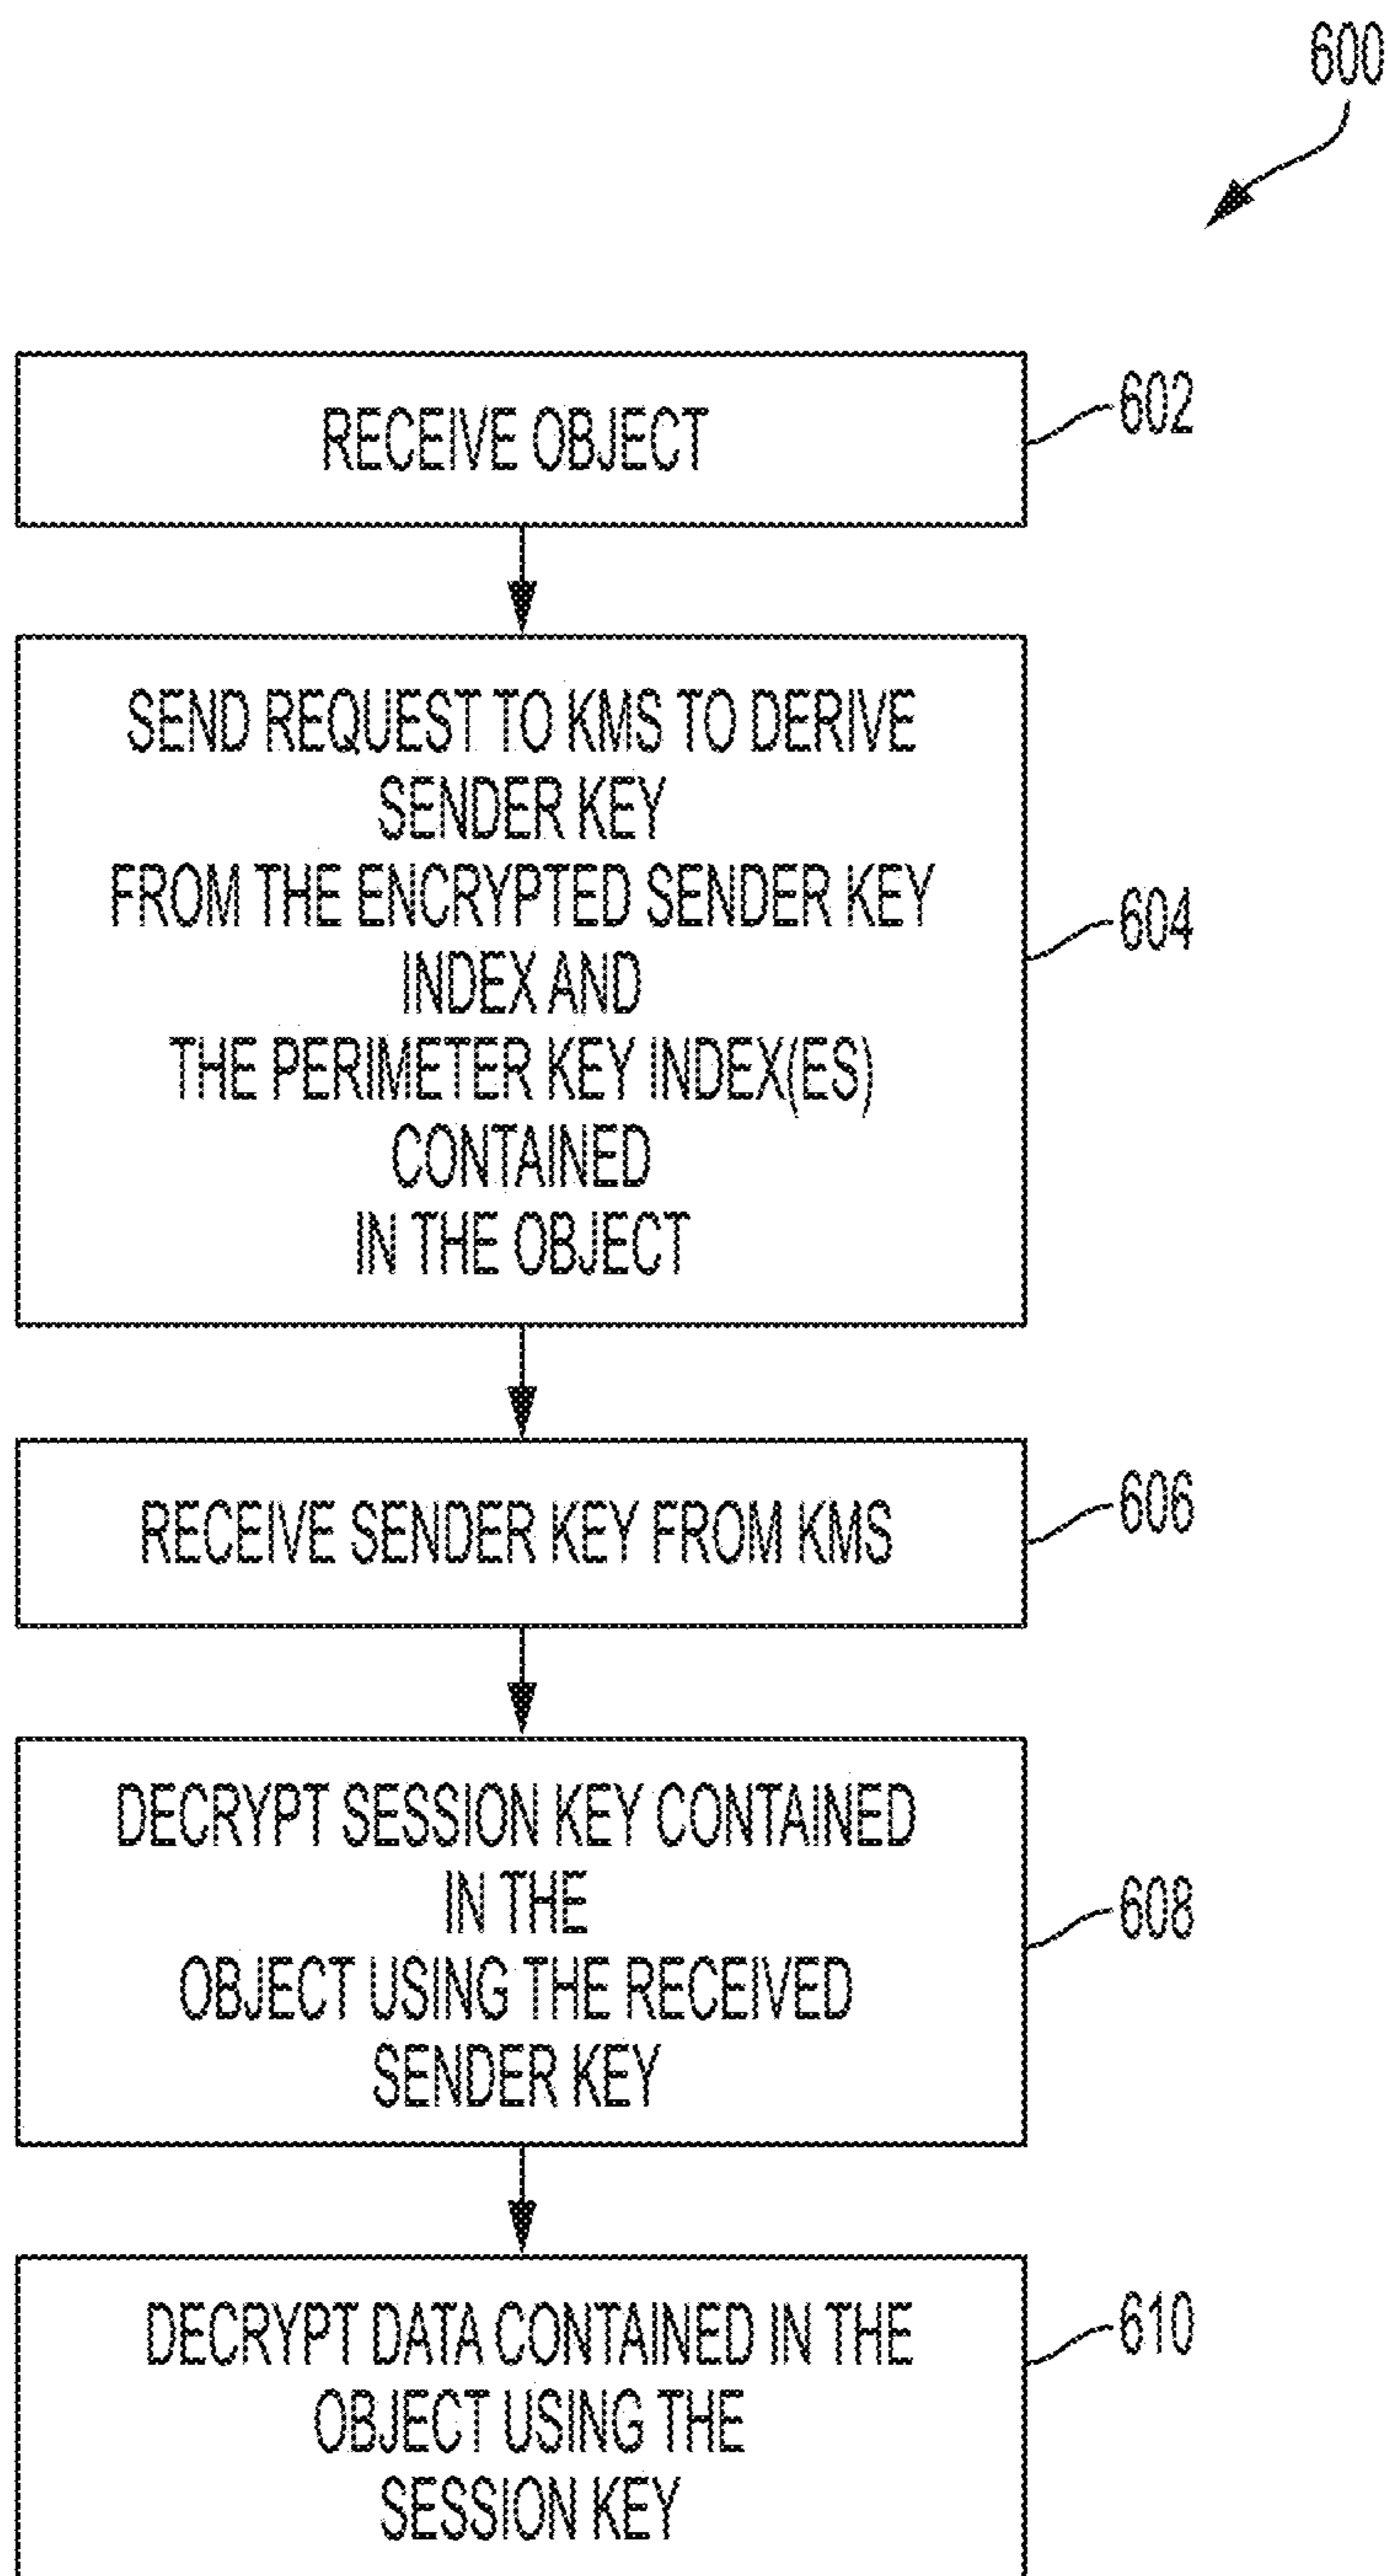 600
RECEIVE OBJECT
602
SEND REQUEST TO KMS TO DERIVE
SENDER KEY
FROM THE ENCRYPTED SENDER KEY
INDEX AND
THE PERIMETER KEY INDEX(ES)
CONTAINED
IN THE OBJECT
604
RECEIVE SENDER KEY FROM KMS
606
DECRYPT SESSION KEY CONTAINED
IN THE
OBJECT USING THE RECEIVED
SENDER KEY
608
DECRYPT DATA CONTAINED IN THE
OBJECT USING THE
SESSION KEY
610